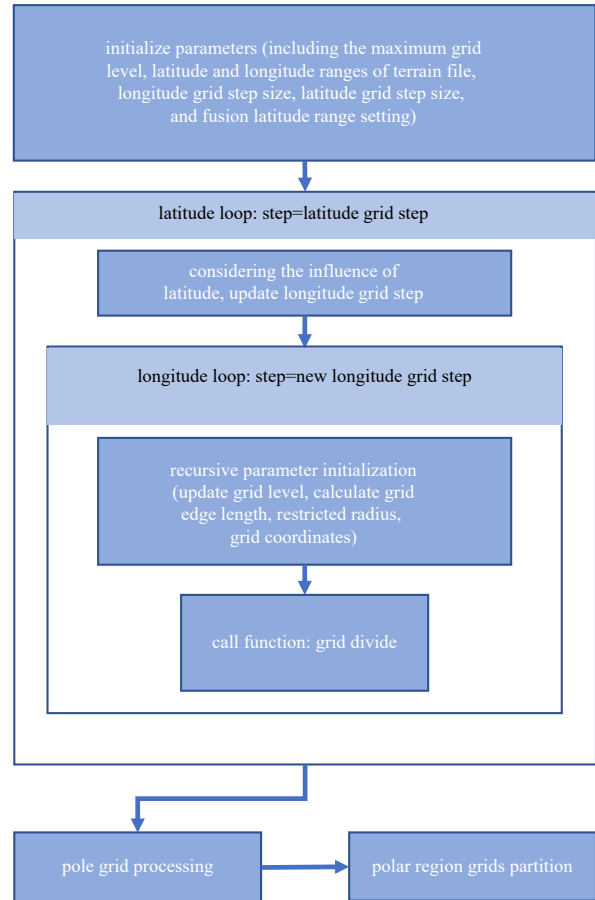 initialize parameters (including the maximum grid
level, latitude and longitude ranges of terrain file,
longitude grid step size, latitude grid step size,
and fusion latitude range setting)
latitude loop: step=latitude grid step
considering the influence of
latitude, update longitude grid step
longitude loop: step=new longitude grid step
recursive parameter initialization
(update grid level, calculate grid
edge length, restricted radius,
grid coordinates)
call function: grid divide
pole grid processing
polar region grids partition